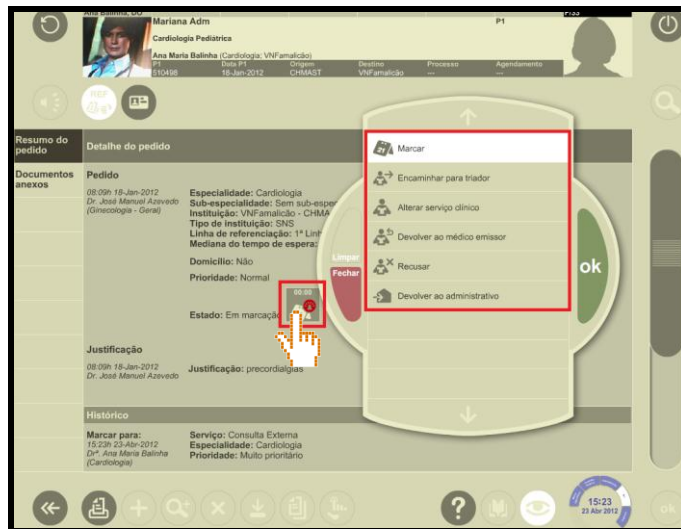 Ana Balinha, DO
P/33
Mariana Adm
P1
Cardiologia Pediátrica
Ana Maria Balinha (Cardiologia; VNFamalicão)
P1 Data P1 Origem Destino Processo Agendamento
510498 18-Jan-2012 CHMAST VNFamalicão --- ---
REF
Resumo do pedido
Detalhe do pedido
Documentos anexos
Pedido
08:09h 18-Jan-2012
Dr. José Manuel Azevedo
(Ginecologia - Geral)
Especialidade: Cardiologia
Sub-especialidade: Sem sub-espe
Instituição: VNFamalicão - CHMA
Tipo de instituição: SNS
Linha de referenciação: 1ª Linh
Mediana do tempo de espera:
Domicílio: Não
Prioridade: Normal
00:00
Estado: Em marcação
Justificação
08:09h 18-Jan-2012
Dr. José Manuel Azevedo
Justificação: precordialgias
Histórico
Marcar para:
15:23h 23-Abr-2012
Drª. Ana Maria Balinha
(Cardiologia)
Serviço: Consulta Externa
Especialidade: Cardiologia
Prioridade: Muito prioritário
Limpar
Fechar
21
Marcar
Encaminhar para triador
Alterar serviço clínico
Devolver ao médico emissor
Recusar
Devolver ao administrativo
ok
?
15:23
23 Abr 2012
ok